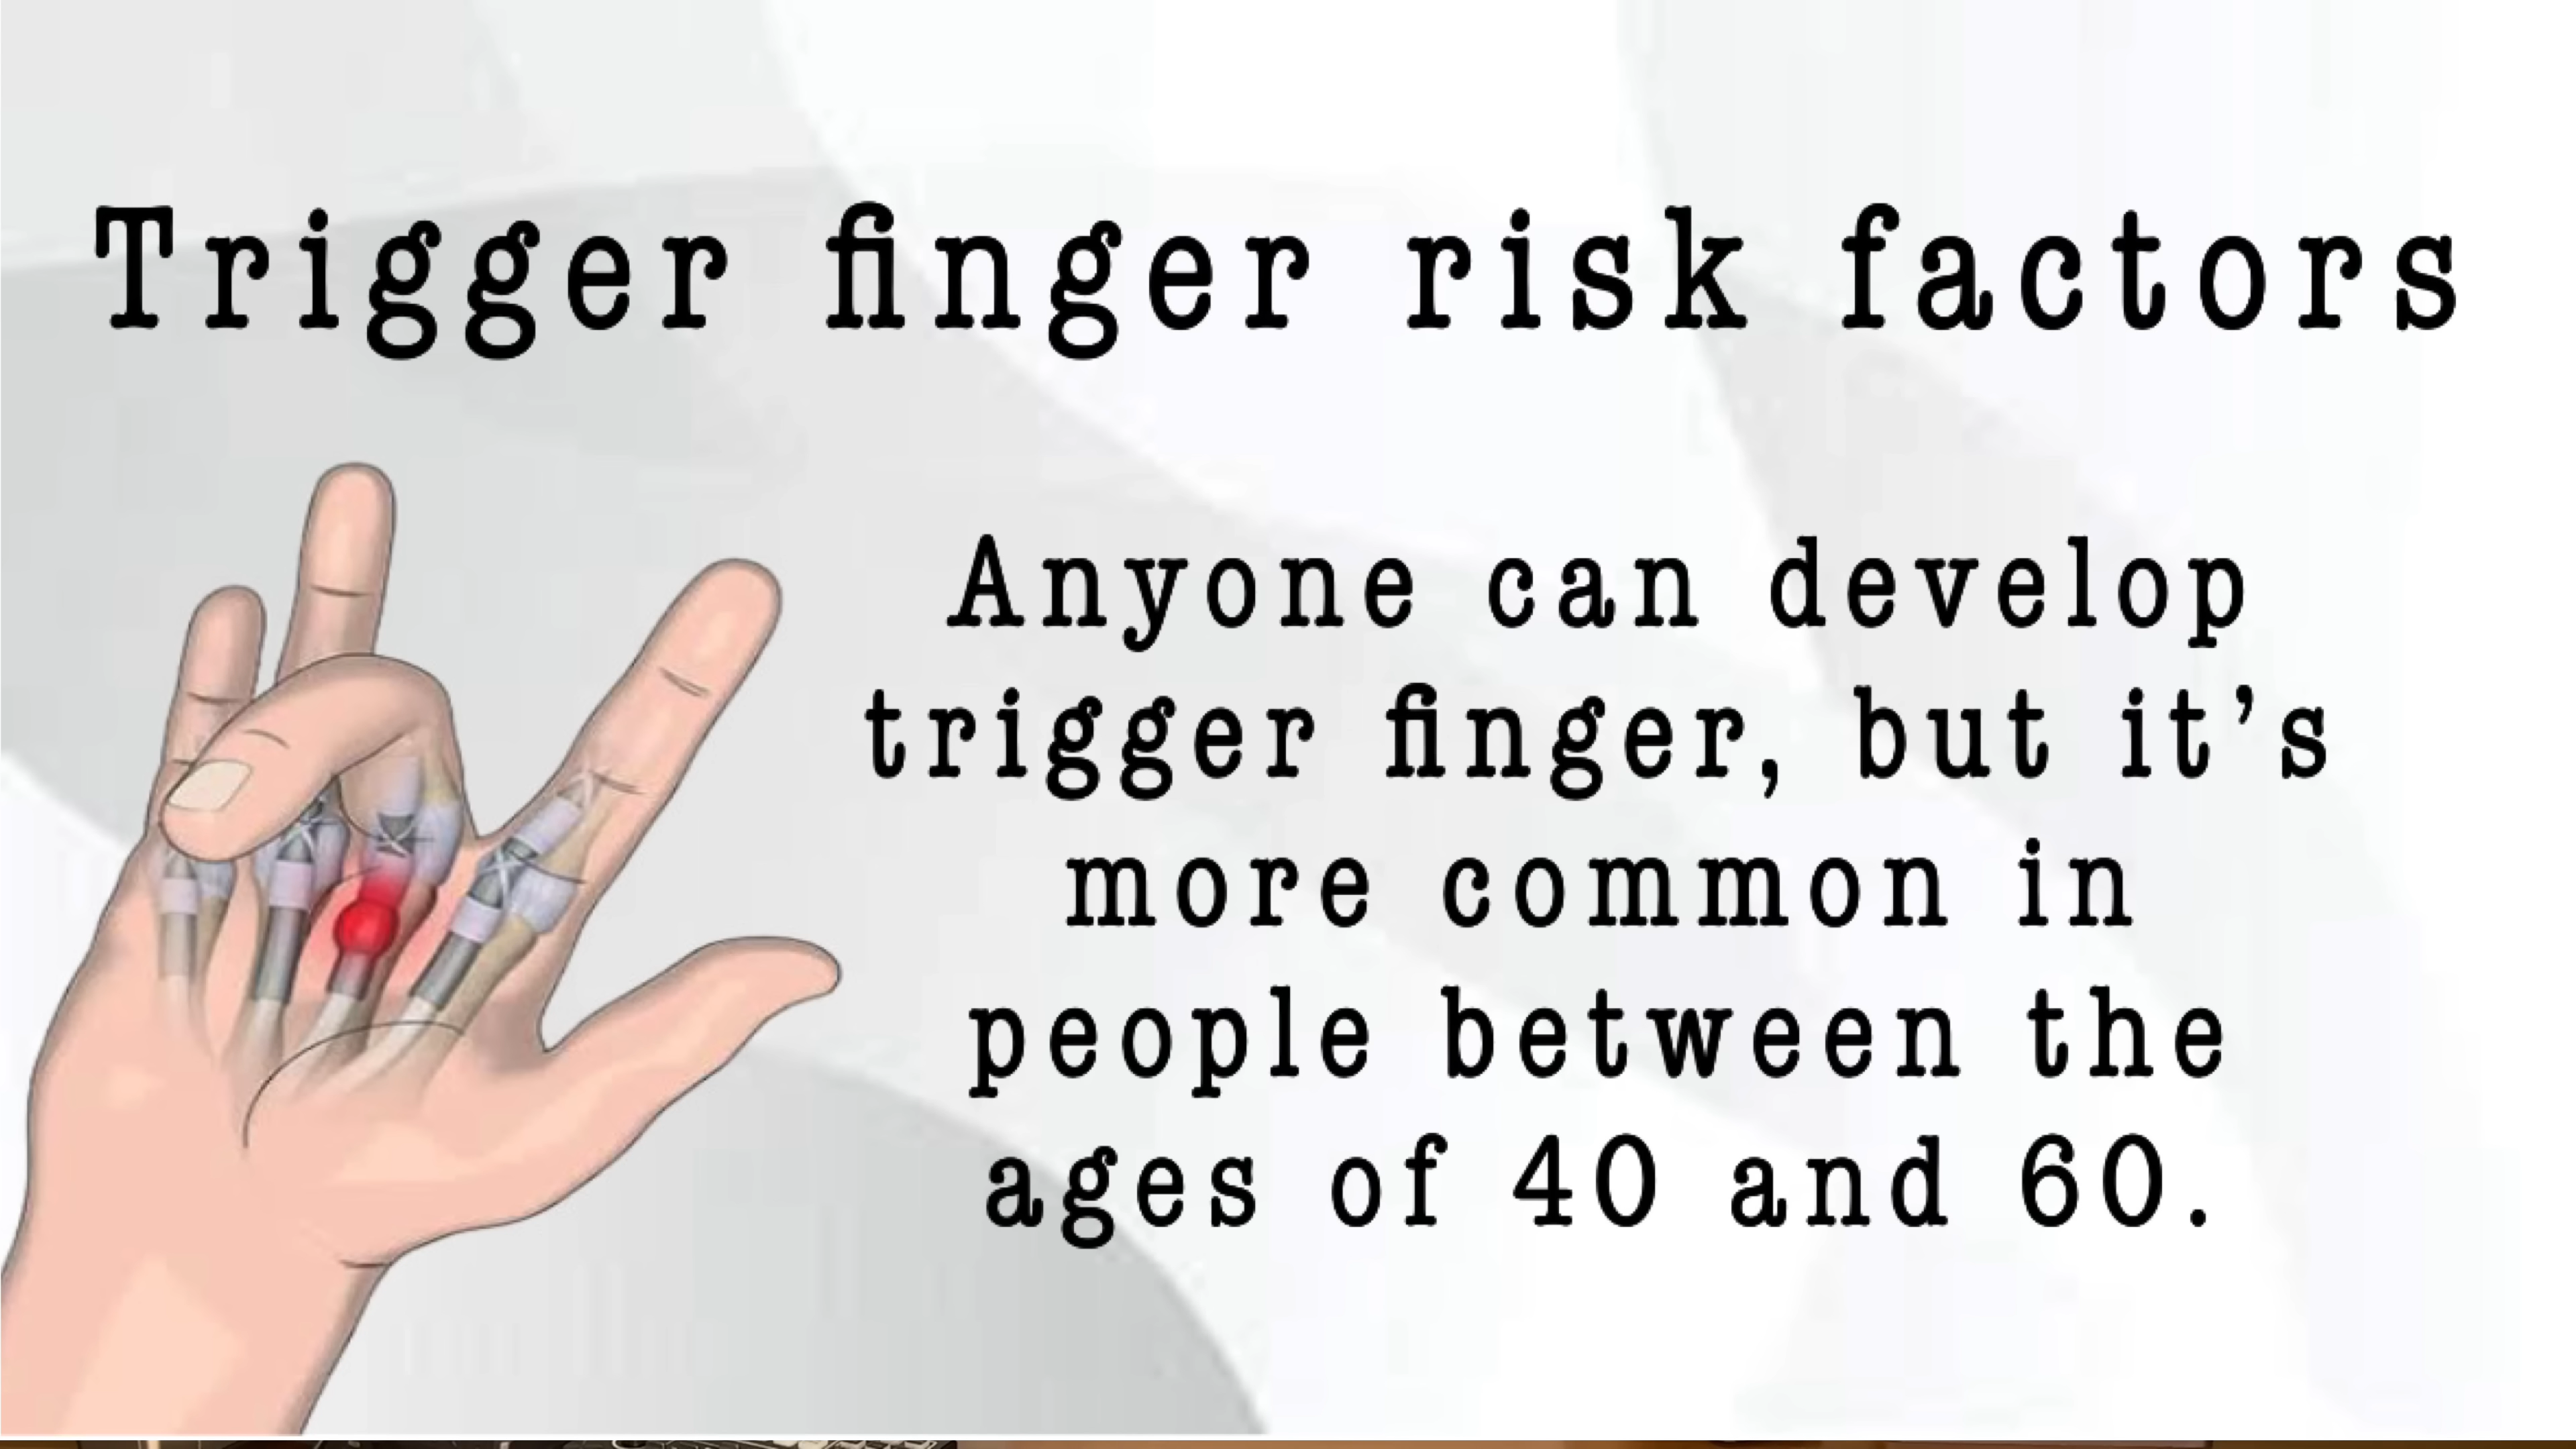 Trigger finger risk factors
Anyone can develop
trigger finger, but it’s
more common in
people between the
ages of 40 and 60.